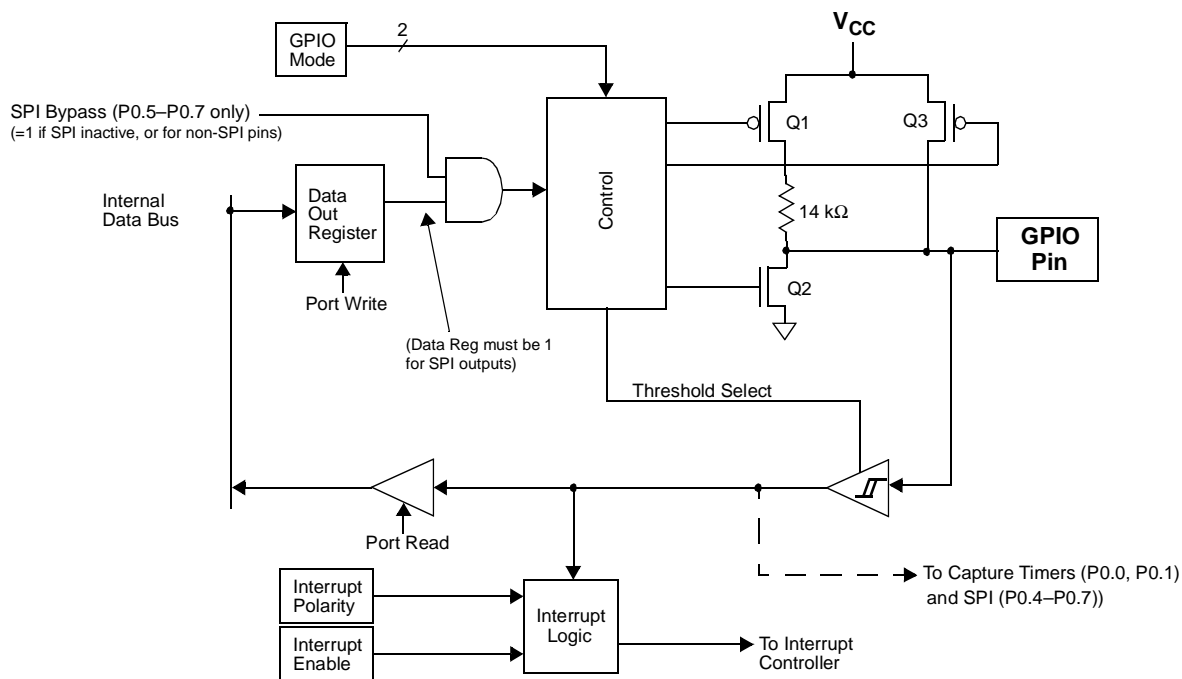 V_CC
2
GPIO
Mode
SPI Bypass (P0.5–P0.7 only)
(=1 if SPI inactive, or for non-SPI pins)
Q1
Q3
Internal
Data Bus
Data
Out
Register
Control
14 kΩ
GPIO
Pin
Port Write
Q2
(Data Reg must be 1
for SPI outputs)
Threshold Select
Port Read
To Capture Timers (P0.0, P0.1)
and SPI (P0.4–P0.7))
Interrupt
Polarity
Interrupt
Logic
Interrupt
Enable
To Interrupt
Controller